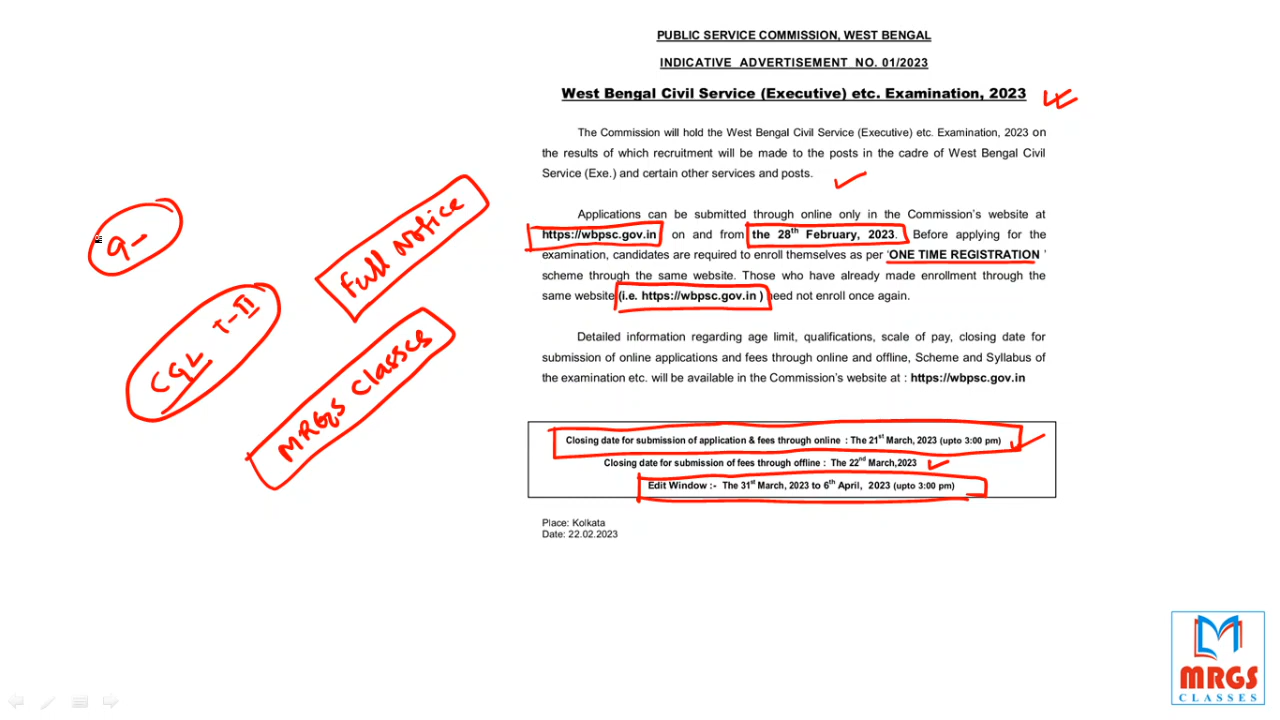 PUBLIC SERVICE COMMISSION, WEST BENGAL
INDICATIVE ADVERTISEMENT NO. 01/2023
West Bengal Civil Service (Executive) etc. Examination, 2023
The Commission will hold the West Bengal Civil Service (Executive) etc. Examination, 2023 on
the results of which recruitment will be made to the posts in the cadre of West Bengal Civil
Service (Exe.) and certain other services and posts.
Applications can be submitted through online only in the Commission's website at
https://wbpsc.gov.in on and from the 28th February, 2023. Before applying for the
examination, candidates are required to enroll themselves as per 'ONE TIME REGISTRATION '
scheme through the same website. Those who have already made enrollment through the
same website (i.e. https://wbpsc.gov.in ) need not enroll once again.
Detailed information regarding age limit, qualifications, scale of pay, closing date for
submission of online applications and fees through online and offline, Scheme and Syllabus of
the examination etc. will be available in the Commission's website at : https://wbpsc.gov.in
Closing date for submission of application & fees through online : The 21st March, 2023 (upto 3:00 pm)
Closing date for submission of fees through offline : The 22nd March,2023
Edit Window :- The 31st March, 2023 to 6th April, 2023 (upto 3:00 pm)
Place: Kolkata
Date: 22.02.2023
Full Notice
CGL T-II
MRGS Classes
MRGS
CLASSES